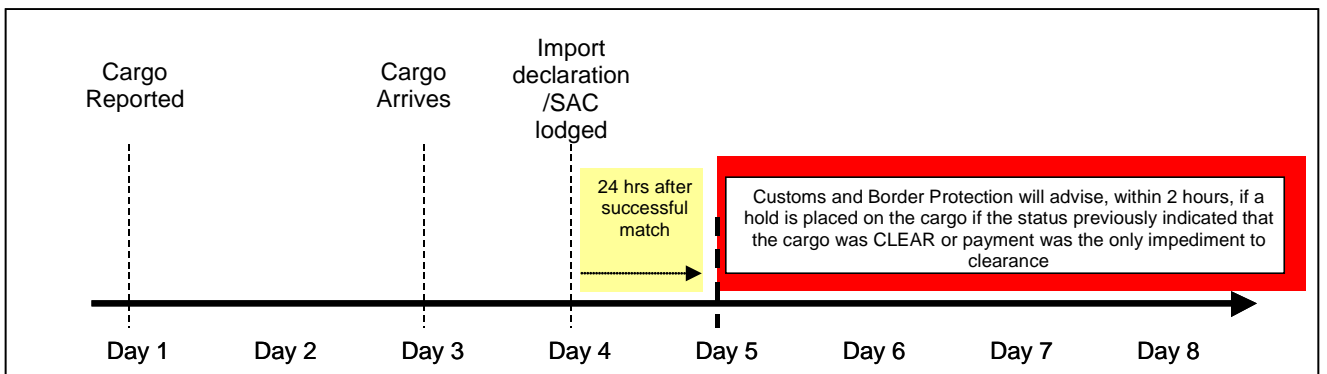 Cargo
Reported
Cargo
Arrives
Import
declaration
/SAC
lodged
24 hrs after
successful
match
Customs and Border Protection will advise, within 2 hours, if a
hold is placed on the cargo if the status previously indicated that
the cargo was CLEAR or payment was the only impediment to
clearance
Day 1 Day 2 Day 3 Day 4 Day 5 Day 6 Day 7 Day 8